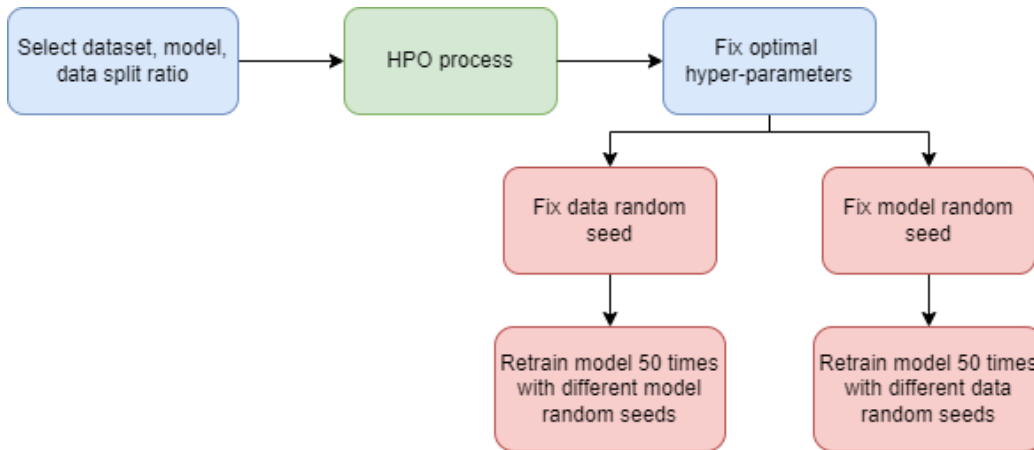 Select dataset, model,
data split ratio
HPO process
Fix optimal
hyper-parameters
Fix data random
seed
Fix model random
seed
Retrain model 50 times
with different model
random seeds
Retrain model 50 times
with different data
random seeds